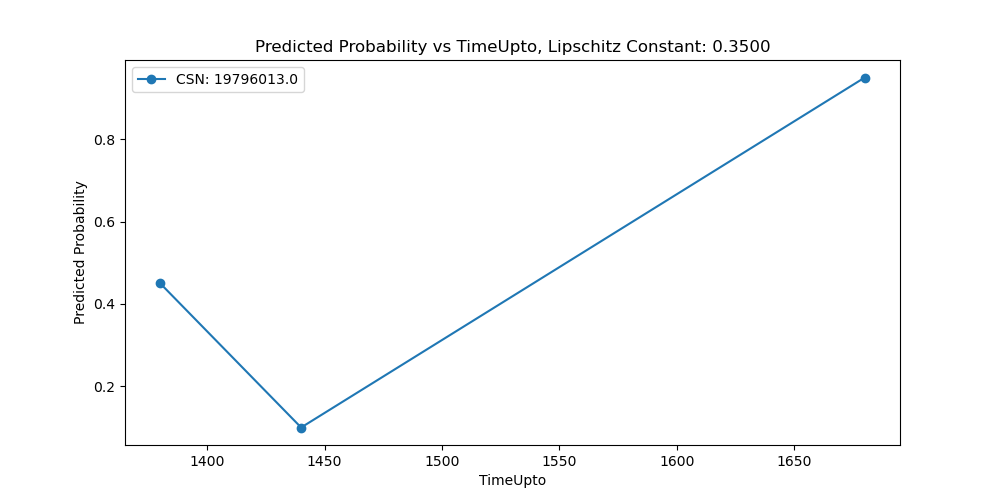 Predicted Probability vs TimeUpto, Lipschitz Constant: 0.3500
CSN: 19796013.0
Predicted Probability
0.8
0.6
0.4
0.2
1400 1450 1500 1550 1600 1650
TimeUpto